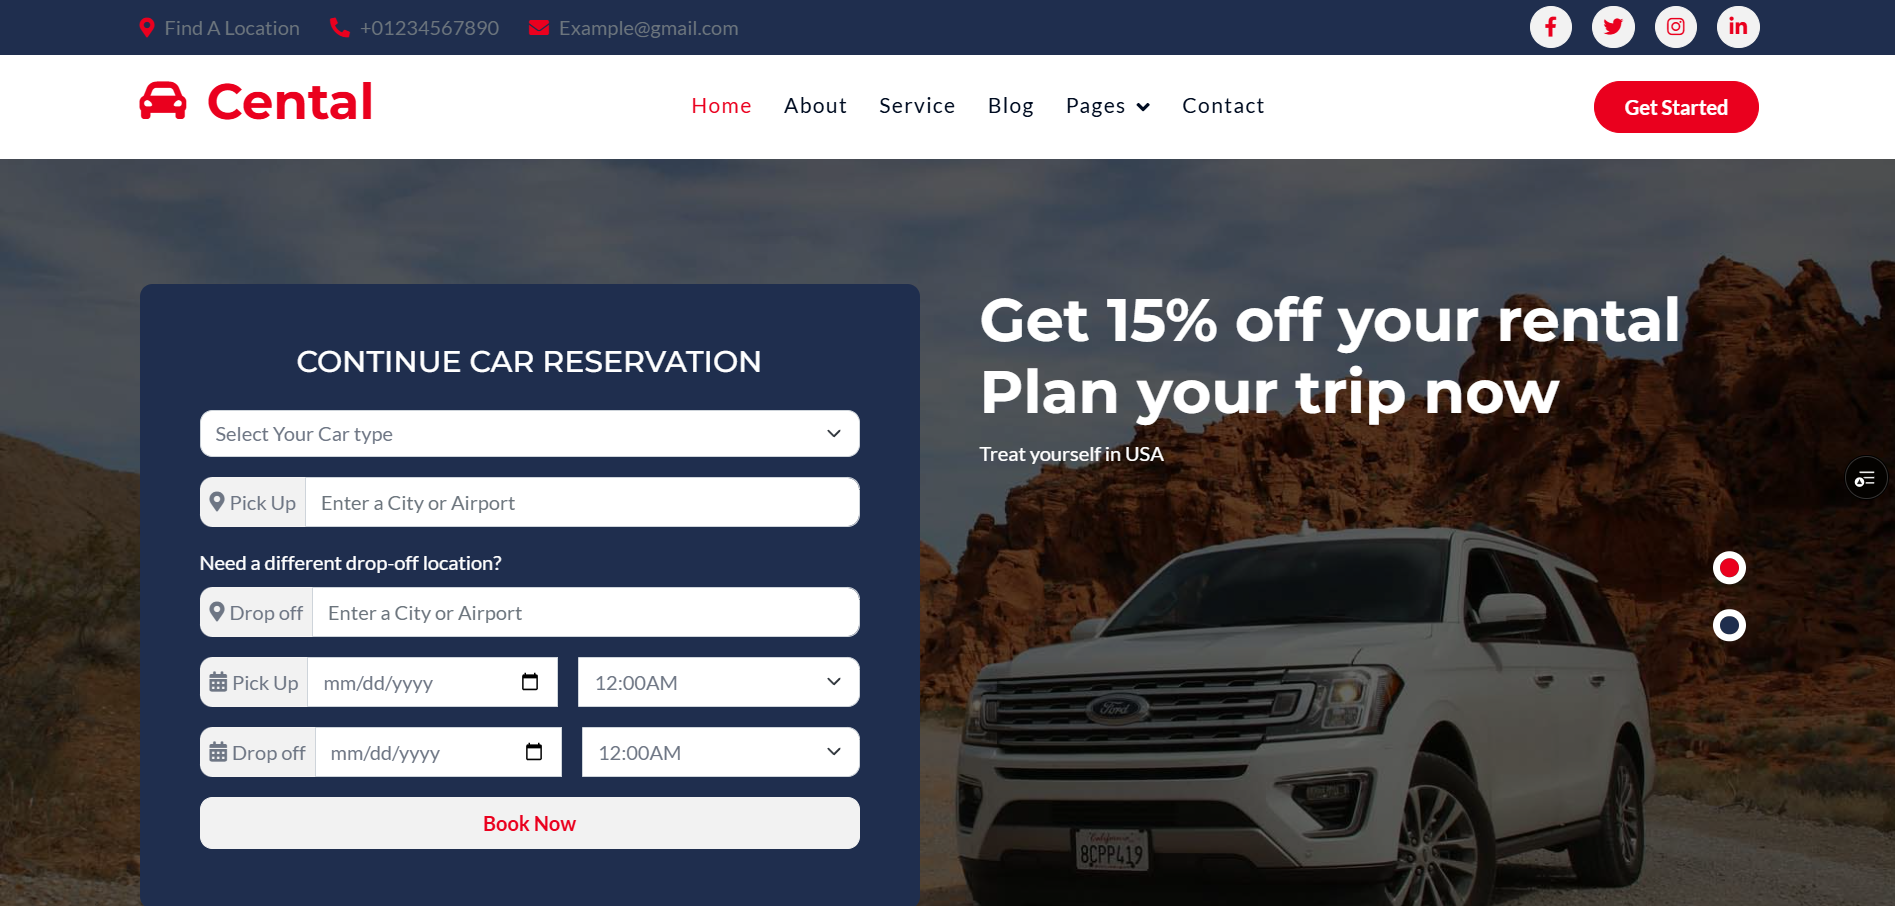 Find A Location +01234567890 Example@gmail.com
Cental
Home About Service Blog Pages Contact
Get Started
CONTINUE CAR RESERVATION
Select Your Car type
Pick Up Enter a City or Airport
Need a different drop-off location?
Drop off Enter a City or Airport
Pick Up mm/dd/yyyy 12:00AM
Drop off mm/dd/yyyy 12:00AM
Book Now
Get 15% off your rental
Plan your trip now
Treat yourself in USA
Ford
California
8CPP419